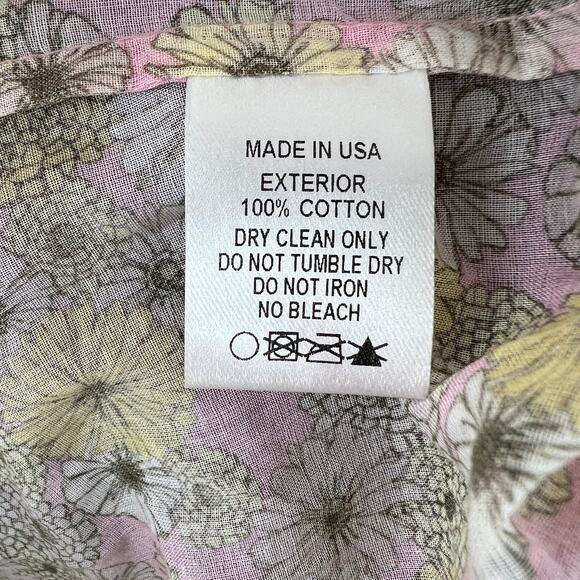 MADE IN USA
EXTERIOR
100% COTTON
DRY CLEAN ONLY
DO NOT TUMBLE DRY
DO NOT IRON
NO BLEACH